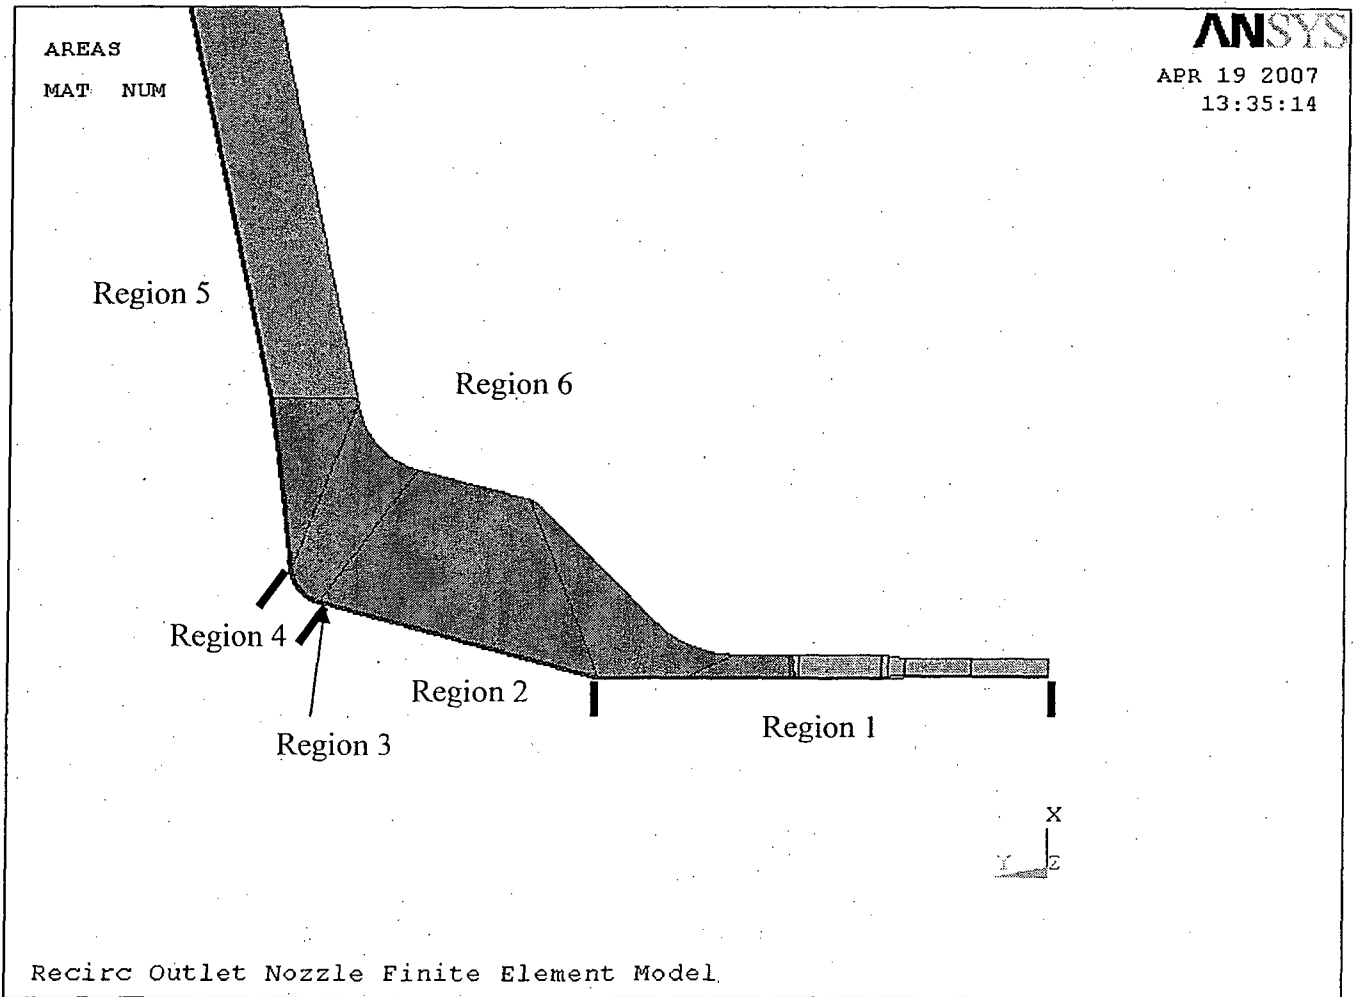 AREAS
MAT NUM
ANSYS
APR 19 2007
13:35:14
Region 5
Region 6
Region 4
Region 2
Region 3
Region 1
X
Y
Z
Recirc Outlet Nozzle Finite Element Model